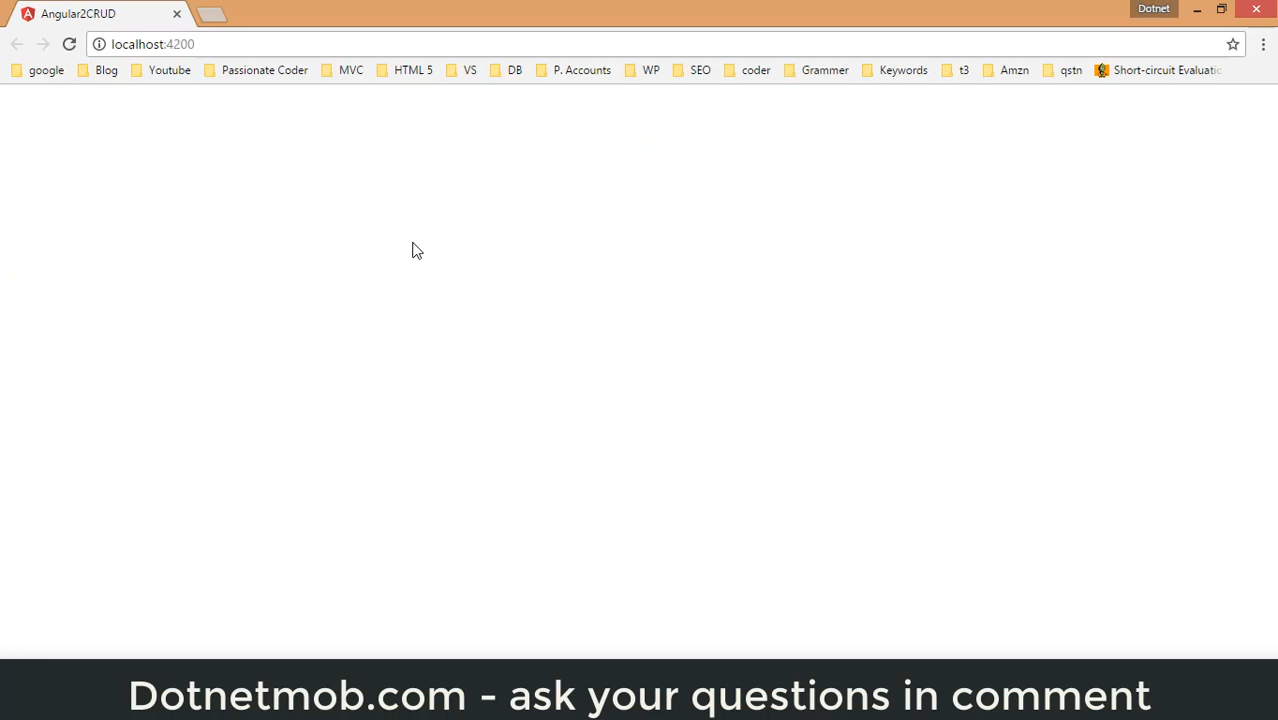 Angular2CRUD
Dotnet
localhost:4200
google Blog Youtube Passionate Coder MVC HTML 5 VS DB P. Accounts WP SEO coder Grammer Keywords t3 Amzn qstn Short-circuit Evaluatic
Dotnetmob.com - ask your questions in comment